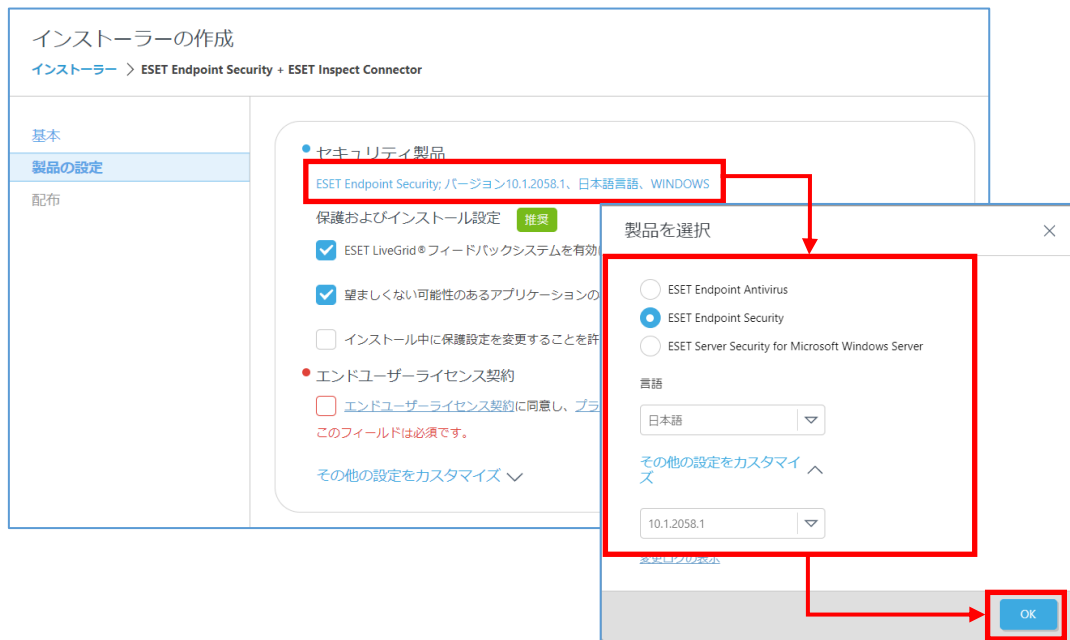 インストーラーの作成
インストーラー > ESET Endpoint Security + ESET Inspect Connector
基本
製品の設定
配布
セキュリティ製品
ESET Endpoint Security; バージョン10.1.2058.1、日本語言語、WINDOWS
保護およびインストール設定 推奨
ESET LiveGrid®フィードバックシステムを有効
望ましくない可能性のあるアプリケーションの
インストール中に保護設定を変更することを許
エンドユーザーライセンス契約
エンドユーザーライセンス契約に同意し、プラ
このフィールドは必須です。
その他の設定をカスタマイズ
製品を選択
ESET Endpoint Antivirus
ESET Endpoint Security
ESET Server Security for Microsoft Windows Server
言語
日本語
その他の設定をカスタマイ
ズ
10.1.2058.1
変更ログの表示
OK